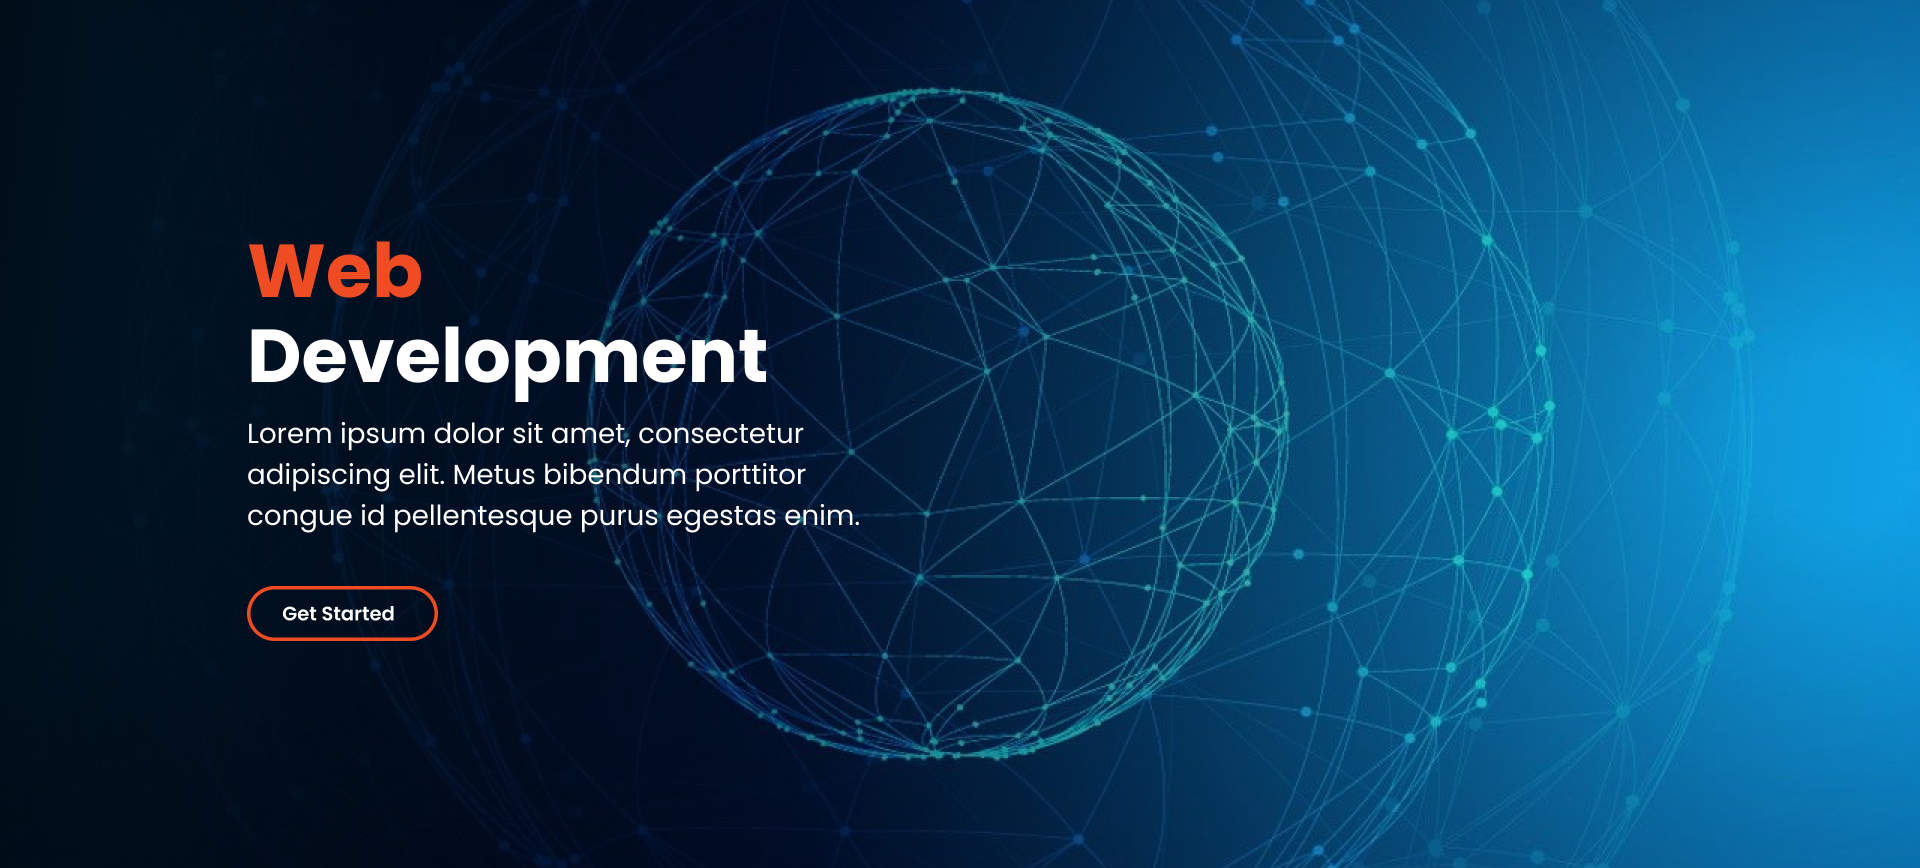 Web
Development
Lorem ipsum dolor sit amet, consectetur
adipiscing elit. Metus bibendum porttitor
congue id pellentesque purus egestas enim.
Get Started